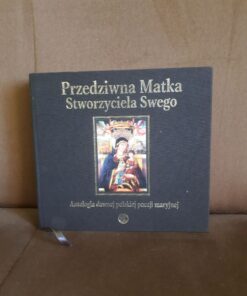 Przedziwna Matka
Stworzyciela Swego
Antologia dawnej polskiej poezji maryjnej